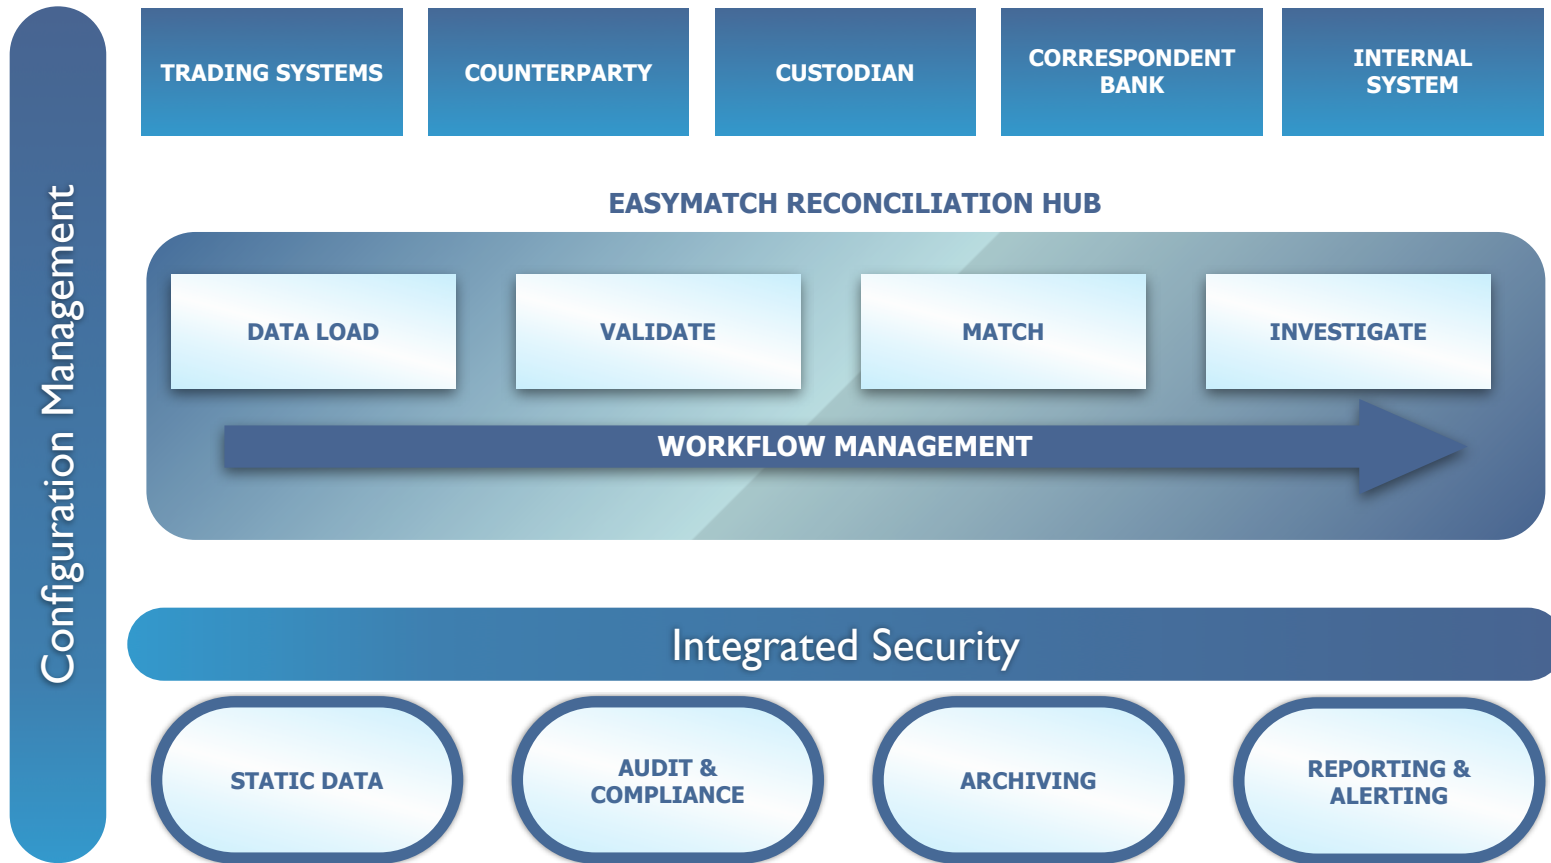 Configuration Management
TRADING SYSTEMS
COUNTERPARTY
CUSTODIAN
CORRESPONDENT
BANK
INTERNAL
SYSTEM
EASYMATCH RECONCILIATION HUB
DATA LOAD
VALIDATE
MATCH
INVESTIGATE
WORKFLOW MANAGEMENT
Integrated Security
STATIC DATA
AUDIT &
COMPLIANCE
ARCHIVING
REPORTING &
ALERTING